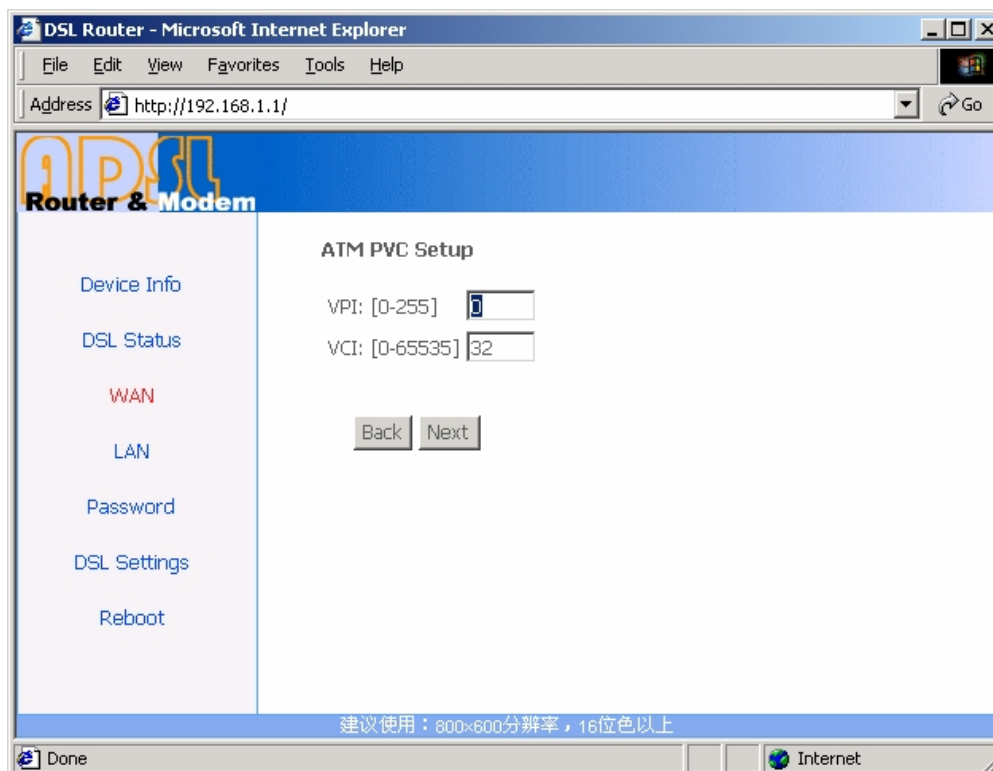 DSL Router - Microsoft Internet Explorer
File Edit View Favorites Tools Help
Address http://192.168.1.1/ Go
ADSL
Router & Modem
ATM PVC Setup
Device Info
VPI: [0-255] 0
DSL Status
VCI: [0-65535] 32
WAN
Back Next
LAN
Password
DSL Settings
Reboot
建议使用：800×600分辨率，16位色以上
Done Internet